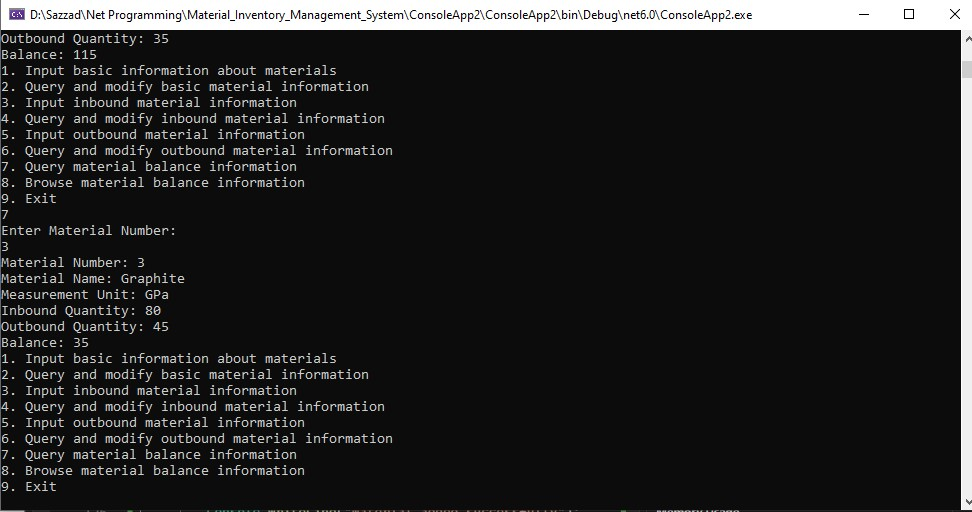 D:\Sazzad\Net Programming\Material_Inventory_Management_System\ConsoleApp2\ConsoleApp2\bin\Debug\net6.0\ConsoleApp2.exe
Outbound Quantity: 35
Balance: 115
1. Input basic information about materials
2. Query and modify basic material information
3. Input inbound material information
4. Query and modify inbound material information
5. Input outbound material information
6. Query and modify outbound material information
7. Query material balance information
8. Browse material balance information
9. Exit
7
Enter Material Number:
3
Material Number: 3
Material Name: Graphite
Measurement Unit: GPa
Inbound Quantity: 80
Outbound Quantity: 45
Balance: 35
1. Input basic information about materials
2. Query and modify basic material information
3. Input inbound material information
4. Query and modify inbound material information
5. Input outbound material information
6. Query and modify outbound material information
7. Query material balance information
8. Browse material balance information
9. Exit